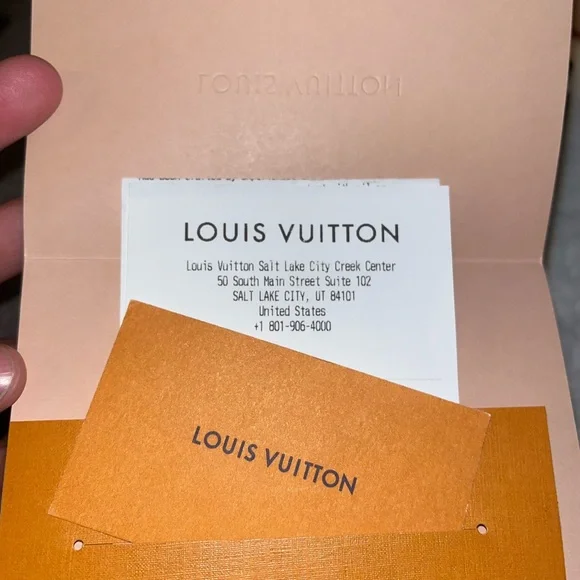 LOUIS VUITTON
LOUIS VUITTON
Louis Vuitton Salt Lake City Creek Center
50 South Main Street Suite 102
SALT LAKE CITY, UT 84101
United States
+1 801-906-4000
LOUIS VUITTON